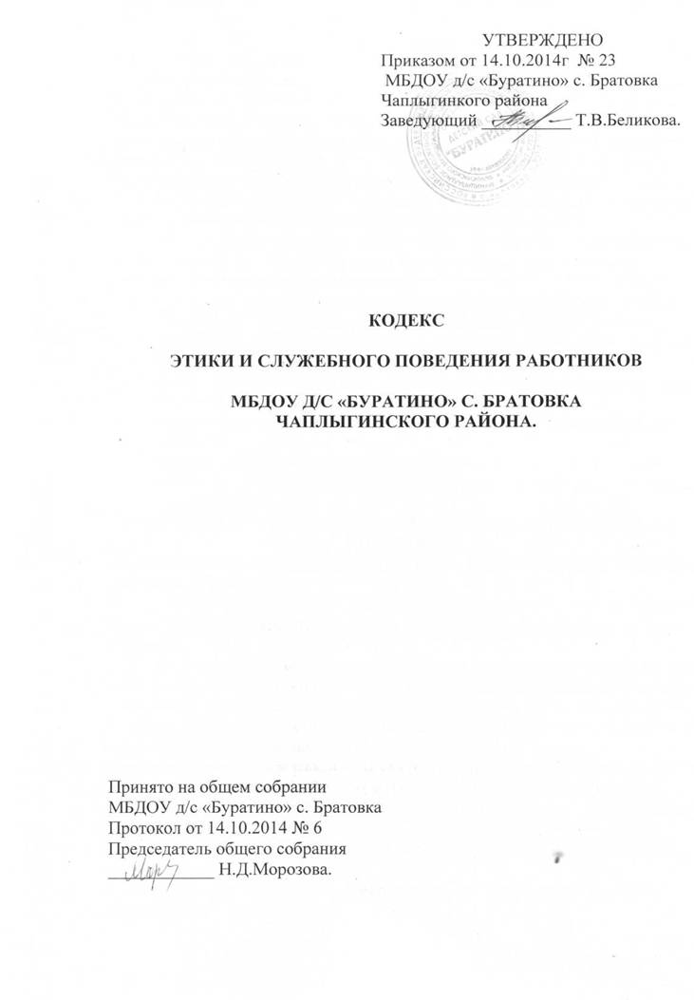 УТВЕРЖДЕНО
Приказом от 14.10.2014г № 23
МБДОУ д/с «Буратино» с. Братовка
Чаплыгинкого района
Заведующий ___________ Т.В.Беликова.
"БУРАТИНО"
КОДЕКС
ЭТИКИ И СЛУЖЕБНОГО ПОВЕДЕНИЯ РАБОТНИКОВ
МБДОУ Д/С «БУРАТИНО» С. БРАТОВКА
ЧАПЛЫГИНСКОГО РАЙОНА.
Принято на общем собрании
МБДОУ д/с «Буратино» с. Братовка
Протокол от 14.10.2014 № 6
Председатель общего собрания
____________ Н.Д.Морозова.